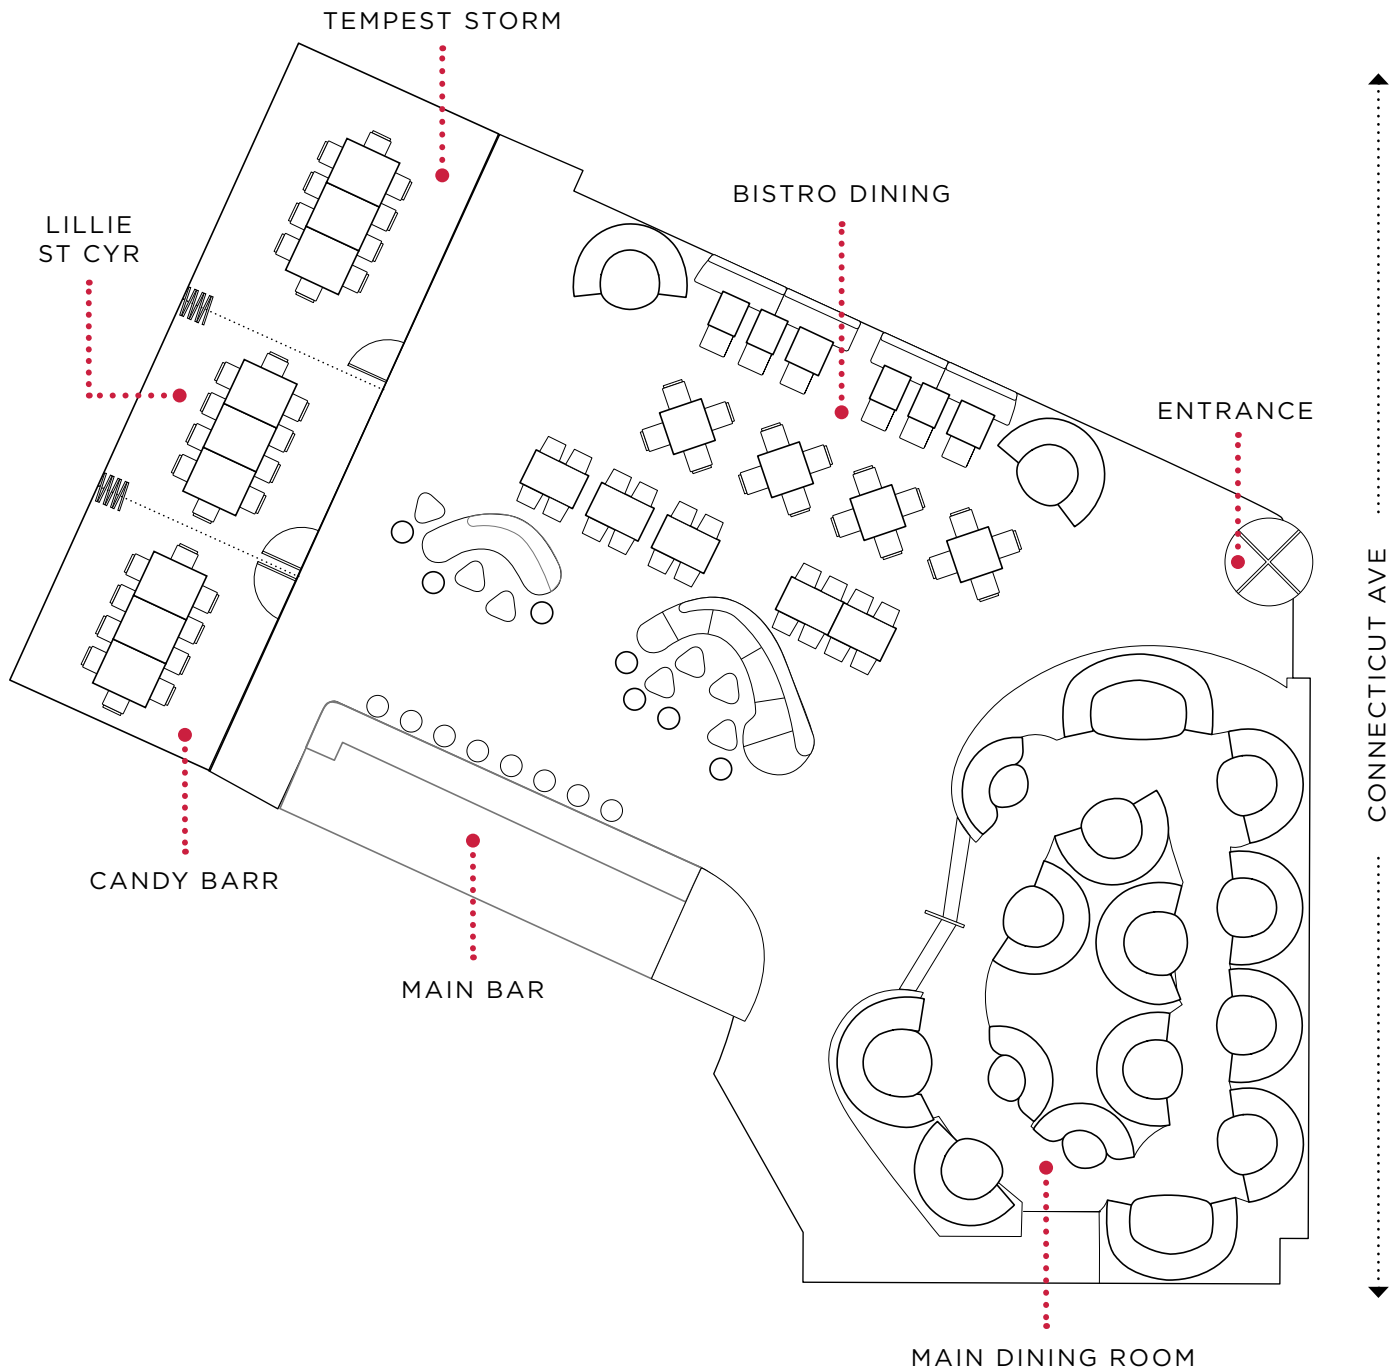 TEMPEST STORM
BISTRO DINING
LILLIE
ST CYR
ENTRANCE
CONNECTICUT AVE
CANDY BARR
MAIN BAR
MAIN DINING ROOM